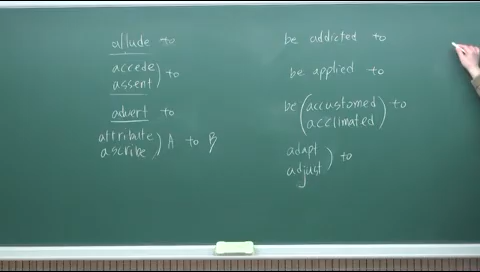 allude to
accede
assent ) to
advert to
attribute
ascribe ) A to B
be addicted to
be applied to
be ( accustomed
acclimated ) to
adapt
adjust ) to